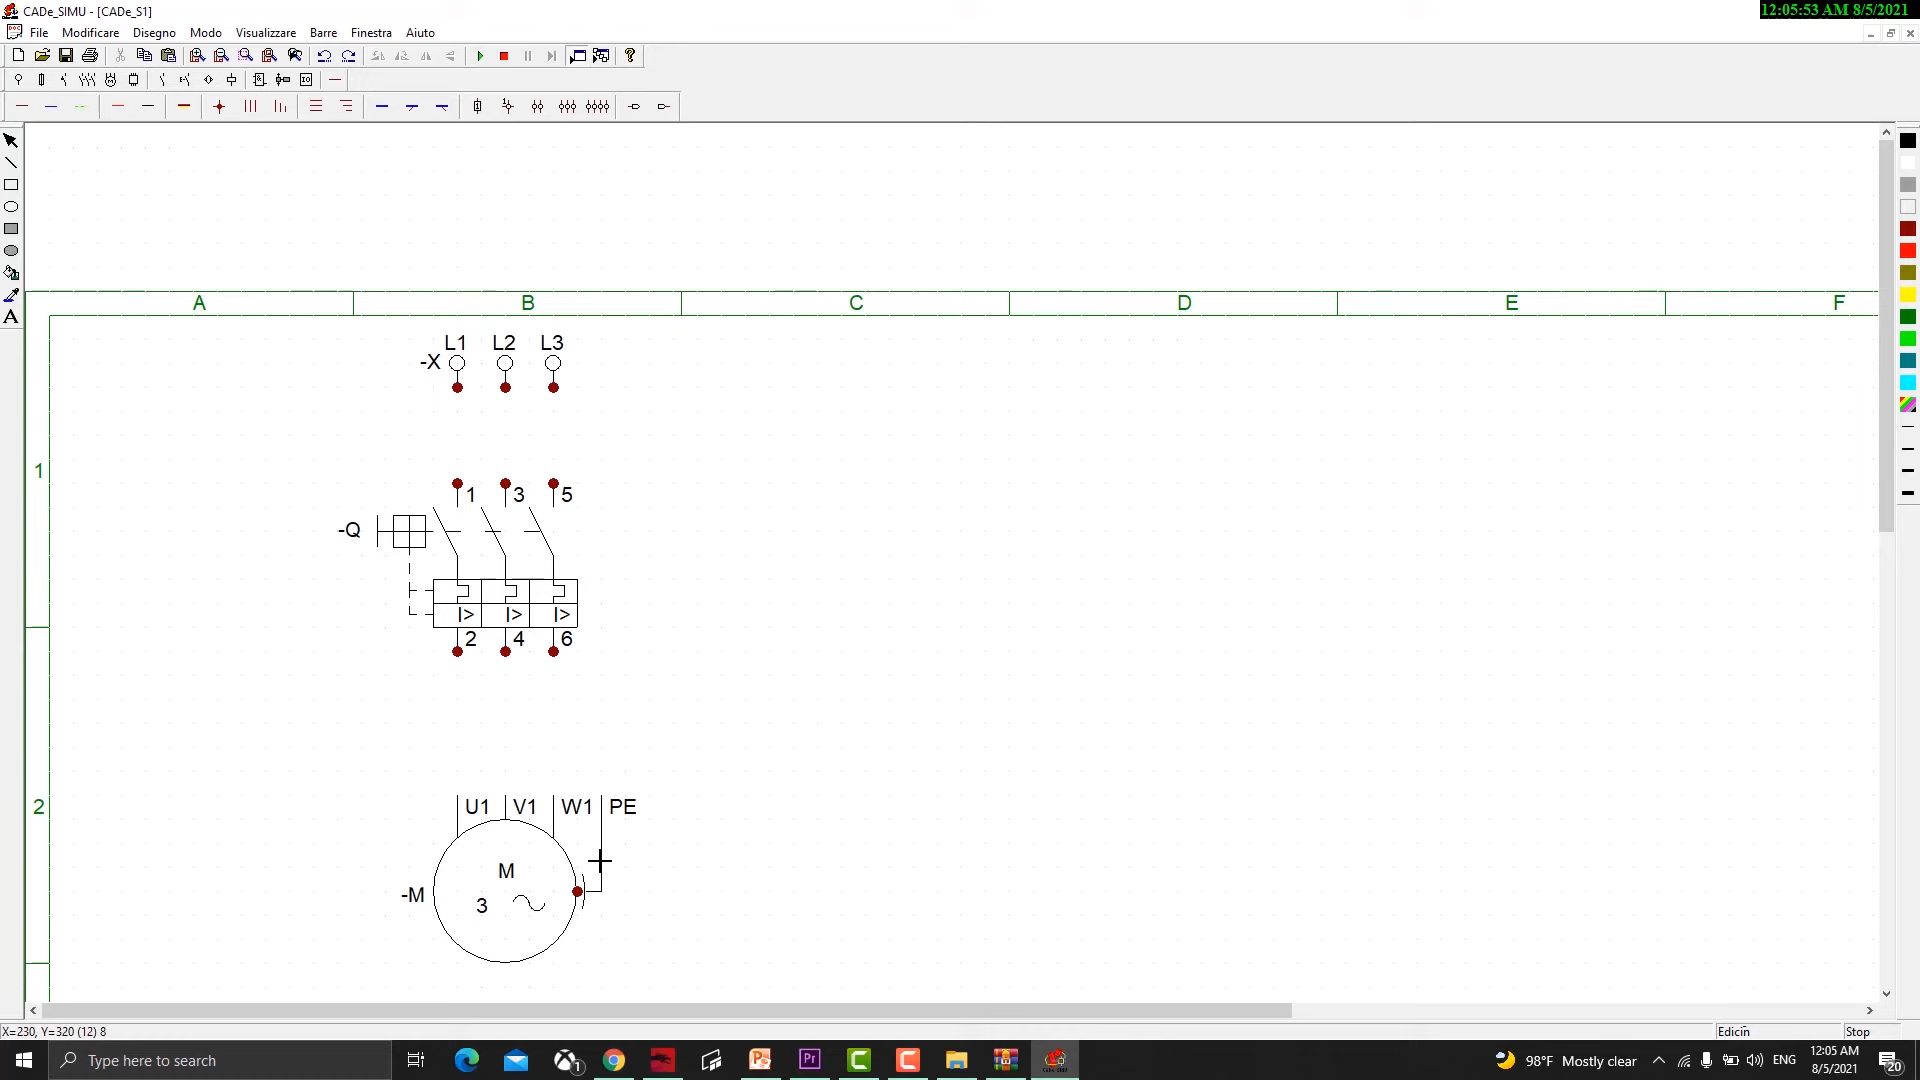 CADe_SIMU - [CADe_S1]
12:05:53 AM 8/5/2021
File Modificare Disegno Modo Visualizzare Barre Finestra Aiuto
A B C D E F
L1 L2 L3
-X
1
1 3 5
-Q
I> I> I>
2 4 6
2
U1 V1 W1 PE
M
-M
3
X=230, Y=320 (12) 8
Edicin
Stop
Type here to search
98°F Mostly clear
ENG
12:05 AM
8/5/2021
20